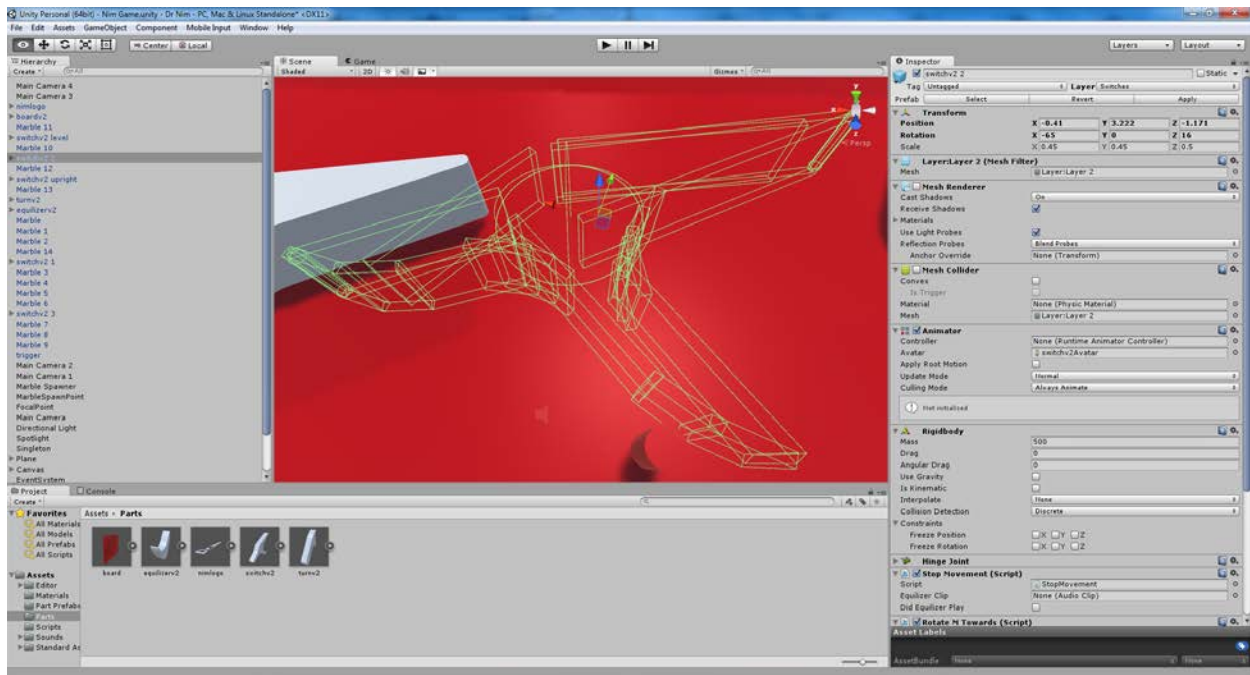 Unity Personal (64bit) - Nim Game.unity - Dr Nim - PC, Mac & Linux Standalone* <DX11>
File Edit Assets GameObject Component Mobile Input Window Help
Center Local Layers Layout
Hierarchy
Create
Main Camera 4
Main Camera 3
nimlogo
boardv2
Marble 11
switchv2 level
Marble 10
switchv2 2
Marble 12
switchv2 upright
Marble 13
turnv2
equilizerv2
Marble
Marble 1
Marble 2
Marble 14
switchv2 1
Marble 3
Marble 4
Marble 5
Marble 6
switchv2 3
Marble 7
Marble 8
Marble 9
trigger
Main Camera 2
Main Camera 1
Marble Spawner
MarbleSpawnPoint
FocalPoint
Main Camera
Directional Light
Spotlight
Singleton
Plane
Canvas
EventSystem
Scene Game
Shaded 2D Gizmos
y
x
z
Persp
Inspector
switchv2 2 Static
Tag Untagged Layer Switches
Prefab Select Revert Apply
Transform
Position X -0.41 Y 3.222 Z -1.171
Rotation X -65 Y 0 Z 16
Scale X 0.45 Y 0.45 Z 0.5
Layer:Layer 2 (Mesh Filter)
Mesh Layer:Layer 2
Mesh Renderer
Cast Shadows On
Receive Shadows
Materials
Use Light Probes
Reflection Probes Blend Probes
Anchor Override None (Transform)
Mesh Collider
Convex
Is Trigger
Material None (Physic Material)
Mesh Layer:Layer 2
Animator
Controller None (Runtime Animator Controller)
Avatar switchv2Avatar
Apply Root Motion
Update Mode Normal
Culling Mode Always Animate
Not initialized
Rigidbody
Mass 500
Drag 0
Angular Drag 0
Use Gravity
Is Kinematic
Interpolate None
Collision Detection Discrete
Constraints
Freeze Position X Y Z
Freeze Rotation X Y Z
Hinge Joint
Stop Movement (Script)
Script StopMovement
Equilizer Clip None (Audio Clip)
Did Equilizer Play
Rotate M Towards (Script)
Asset Labels
AssetBundle None None
Project Console
Create
Favorites
All Materials
All Models
All Prefabs
All Scripts
Assets
Editor
Materials
Part Prefabs
Parts
Scripts
Sounds
Standard As
Assets Parts
board equilizerv2 nimlogo switchv2 turnv2